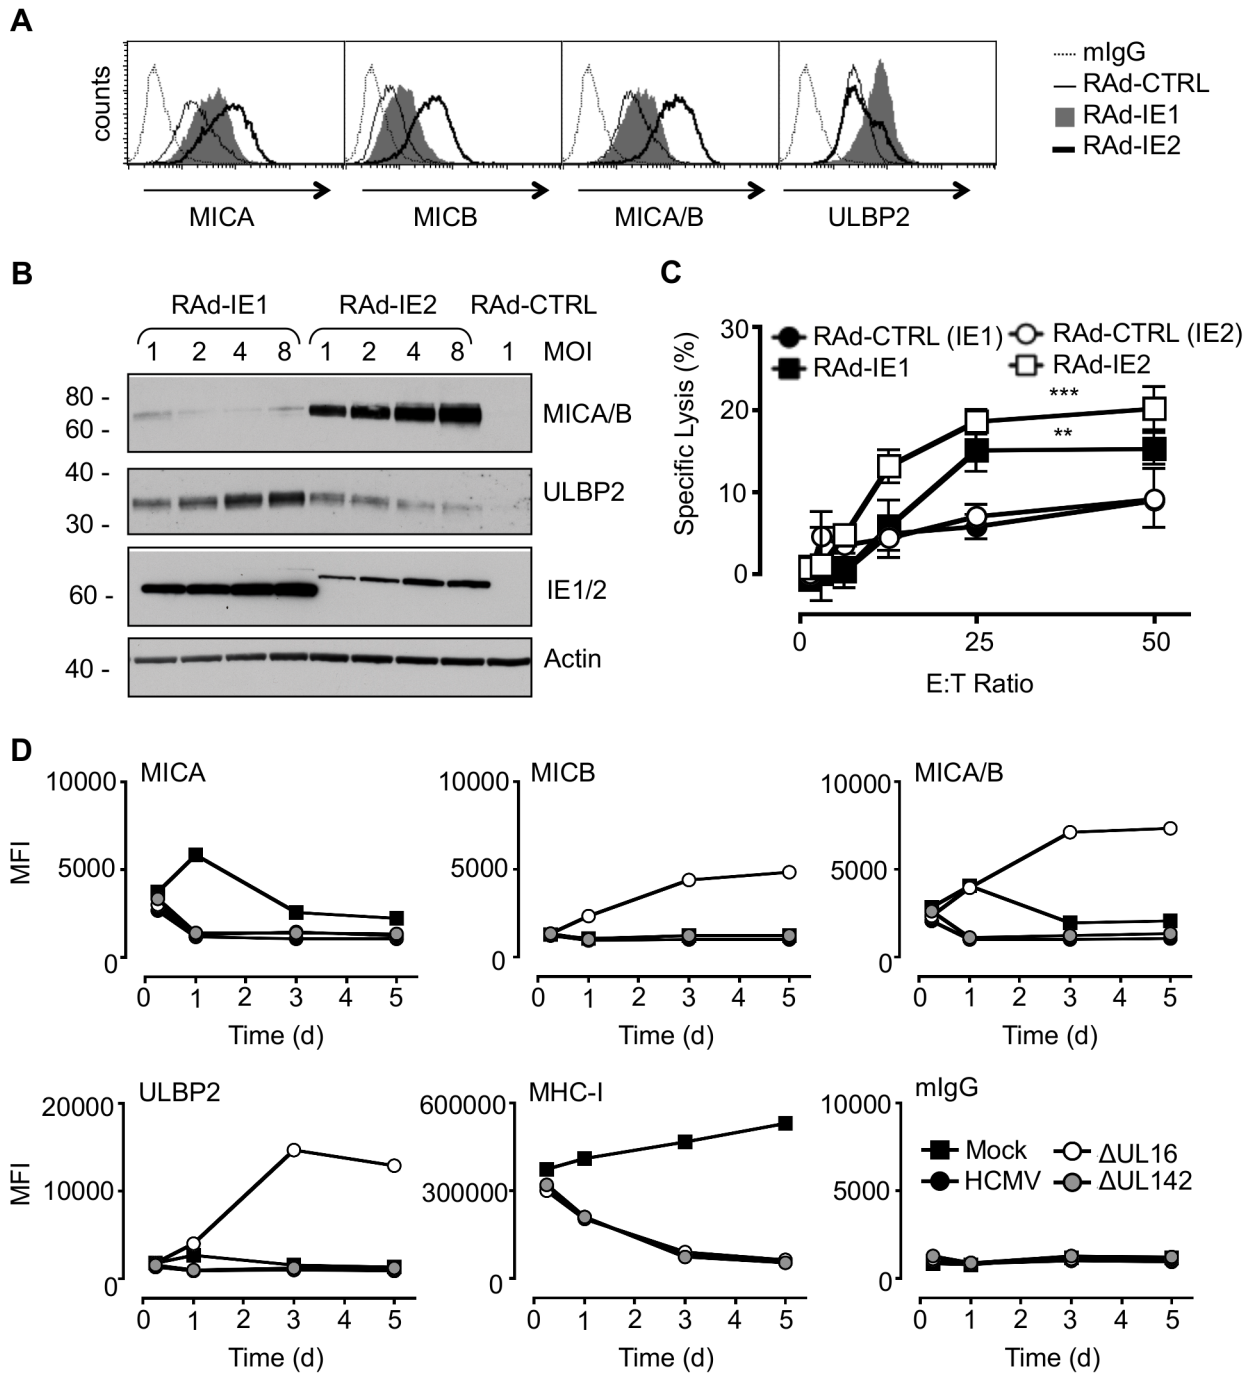 A
counts
mIgG
RAd-CTRL
RAd-IE1
RAd-IE2
MICA
MICB
MICA/B
ULBP2
B
RAd-IE1 RAd-IE2 RAd-CTRL
1 2 4 8 1 2 4 8 1 MOI
80 -
60 -
MICA/B
40 -
30 -
ULBP2
60 -
IE1/2
40 -
Actin
C
Specific Lysis (%)
30
20
10
0
RAd-CTRL (IE1)
RAd-CTRL (IE2)
RAd-IE1
RAd-IE2
***
**
0 25 50
E:T Ratio
D
MICA
MFI
10000
5000
0
0 1 2 3 4 5
Time (d)
MICB
10000
5000
0
0 1 2 3 4 5
Time (d)
MICA/B
10000
5000
0
0 1 2 3 4 5
Time (d)
ULBP2
MFI
20000
10000
0
0 1 2 3 4 5
Time (d)
MHC-I
600000
300000
0
0 1 2 3 4 5
Time (d)
mIgG
10000
5000
0
Mock
HCMV
ΔUL16
ΔUL142
0 1 2 3 4 5
Time (d)